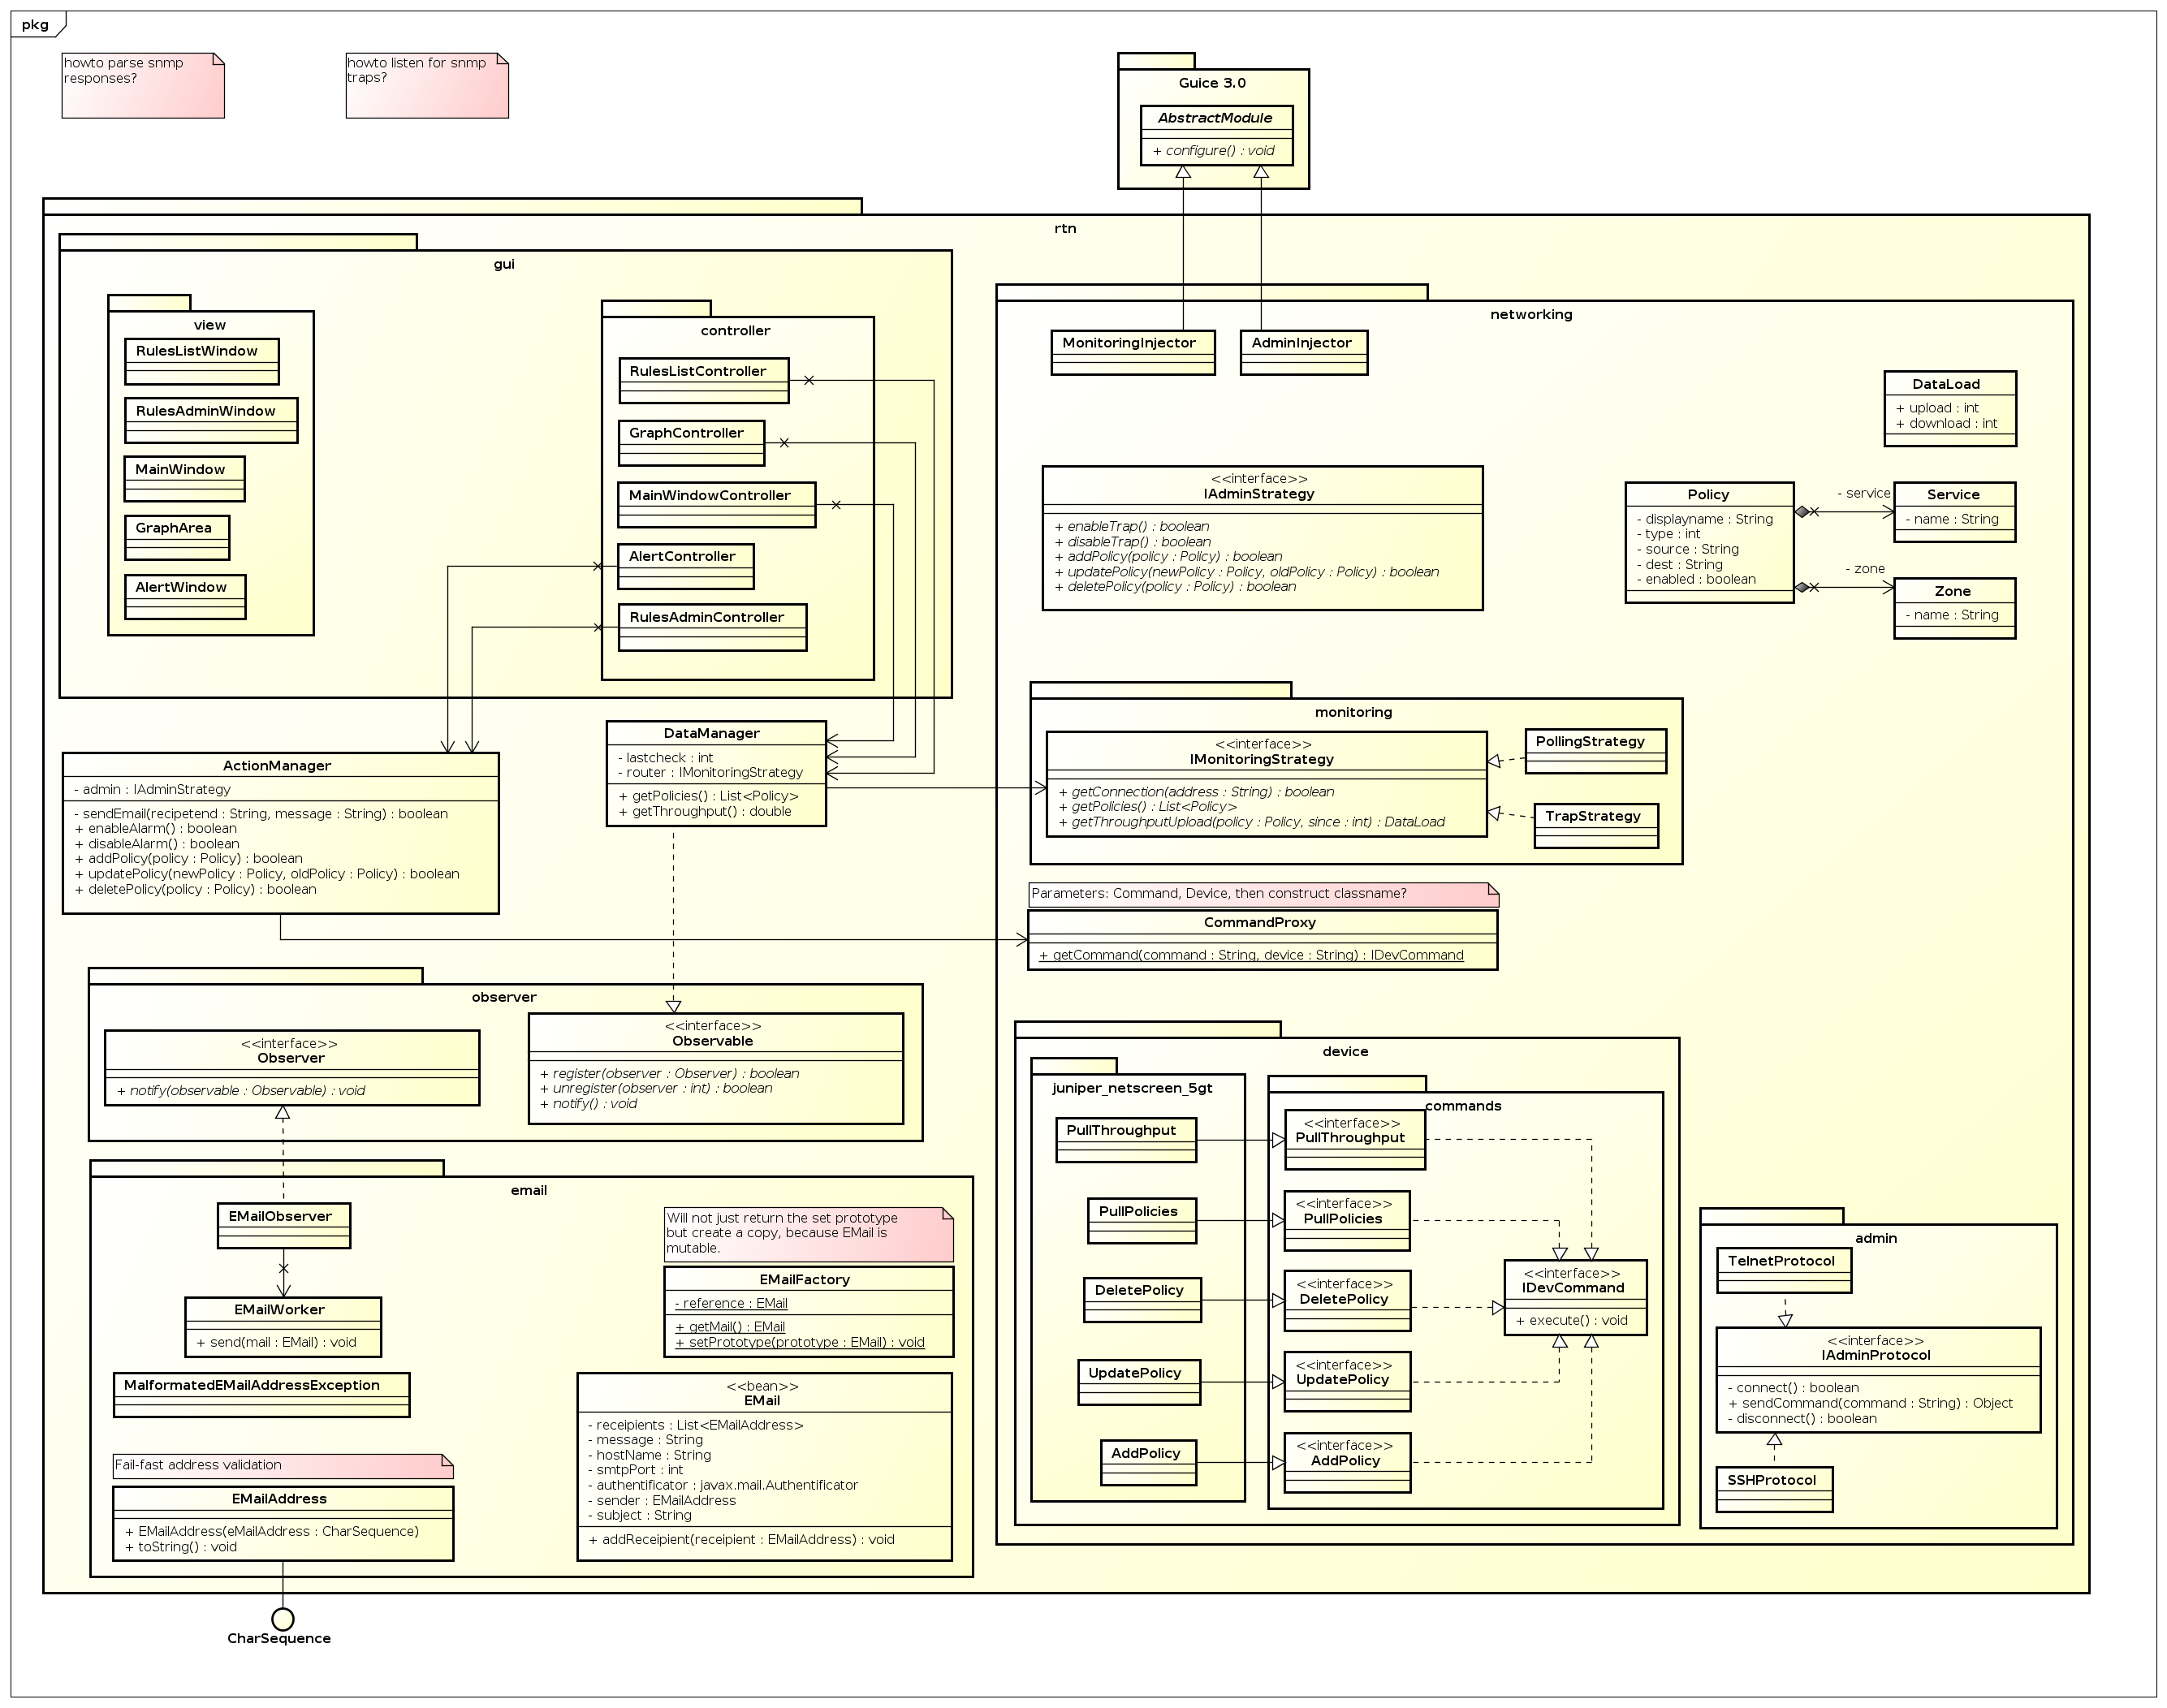 pkg
howto parse snmp
responses?
howto listen for snmp
traps?
Guice 3.0
AbstractModule
+ configure() : void
rtn
gui
view
RulesListWindow
RulesAdminWindow
MainWindow
GraphArea
AlertWindow
controller
RulesListController
GraphController
MainWindowController
AlertController
RulesAdminController
networking
MonitoringInjector
AdminInjector
DataLoad
+ upload : int
+ download : int
<<interface>>
IAdminStrategy
+ enableTrap() : boolean
+ disableTrap() : boolean
+ addPolicy(policy : Policy) : boolean
+ updatePolicy(newPolicy : Policy, oldPolicy : Policy) : boolean
+ deletePolicy(policy : Policy) : boolean
Policy
- displayname : String
- type : int
- source : String
- dest : String
- enabled : boolean
- service
Service
- name : String
- zone
Zone
- name : String
ActionManager
- admin : IAdminStrategy
- sendEmail(recipetend : String, message : String) : boolean
+ enableAlarm() : boolean
+ disableAlarm() : boolean
+ addPolicy(policy : Policy) : boolean
+ updatePolicy(newPolicy : Policy, oldPolicy : Policy) : boolean
+ deletePolicy(policy : Policy) : boolean
DataManager
- lastcheck : int
- router : IMonitoringStrategy
+ getPolicies() : List<Policy>
+ getThroughput() : double
monitoring
<<interface>>
IMonitoringStrategy
+ getConnection(address : String) : boolean
+ getPolicies() : List<Policy>
+ getThroughputUpload(policy : Policy, since : int) : DataLoad
PollingStrategy
TrapStrategy
Parameters: Command, Device, then construct classname?
CommandProxy
+ getCommand(command : String, device : String) : IDevCommand
observer
<<interface>>
Observer
+ notify(observable : Observable) : void
<<interface>>
Observable
+ register(observer : Observer) : boolean
+ unregister(observer : int) : boolean
+ notify() : void
email
EMailObserver
EMailWorker
+ send(mail : EMail) : void
MalformatedEMailAddressException
Fail-fast address validation
EMailAddress
+ EMailAddress(eMailAddress : CharSequence)
+ toString() : void
CharSequence
Will not just return the set prototype
but create a copy, because EMail is
mutable.
EMailFactory
- reference : EMail
+ getMail() : EMail
+ setPrototype(prototype : EMail) : void
<<bean>>
EMail
- receipients : List<EMailAddress>
- message : String
- hostName : String
- smtpPort : int
- authentificator : javax.mail.Authentificator
- sender : EMailAddress
- subject : String
+ addReceipient(receipient : EMailAddress) : void
device
juniper_netscreen_5gt
PullThroughput
PullPolicies
DeletePolicy
UpdatePolicy
AddPolicy
commands
<<interface>>
PullThroughput
<<interface>>
PullPolicies
<<interface>>
DeletePolicy
<<interface>>
UpdatePolicy
<<interface>>
AddPolicy
<<interface>>
IDevCommand
+ execute() : void
admin
TelnetProtocol
<<interface>>
IAdminProtocol
- connect() : boolean
+ sendCommand(command : String) : Object
- disconnect() : boolean
SSHProtocol